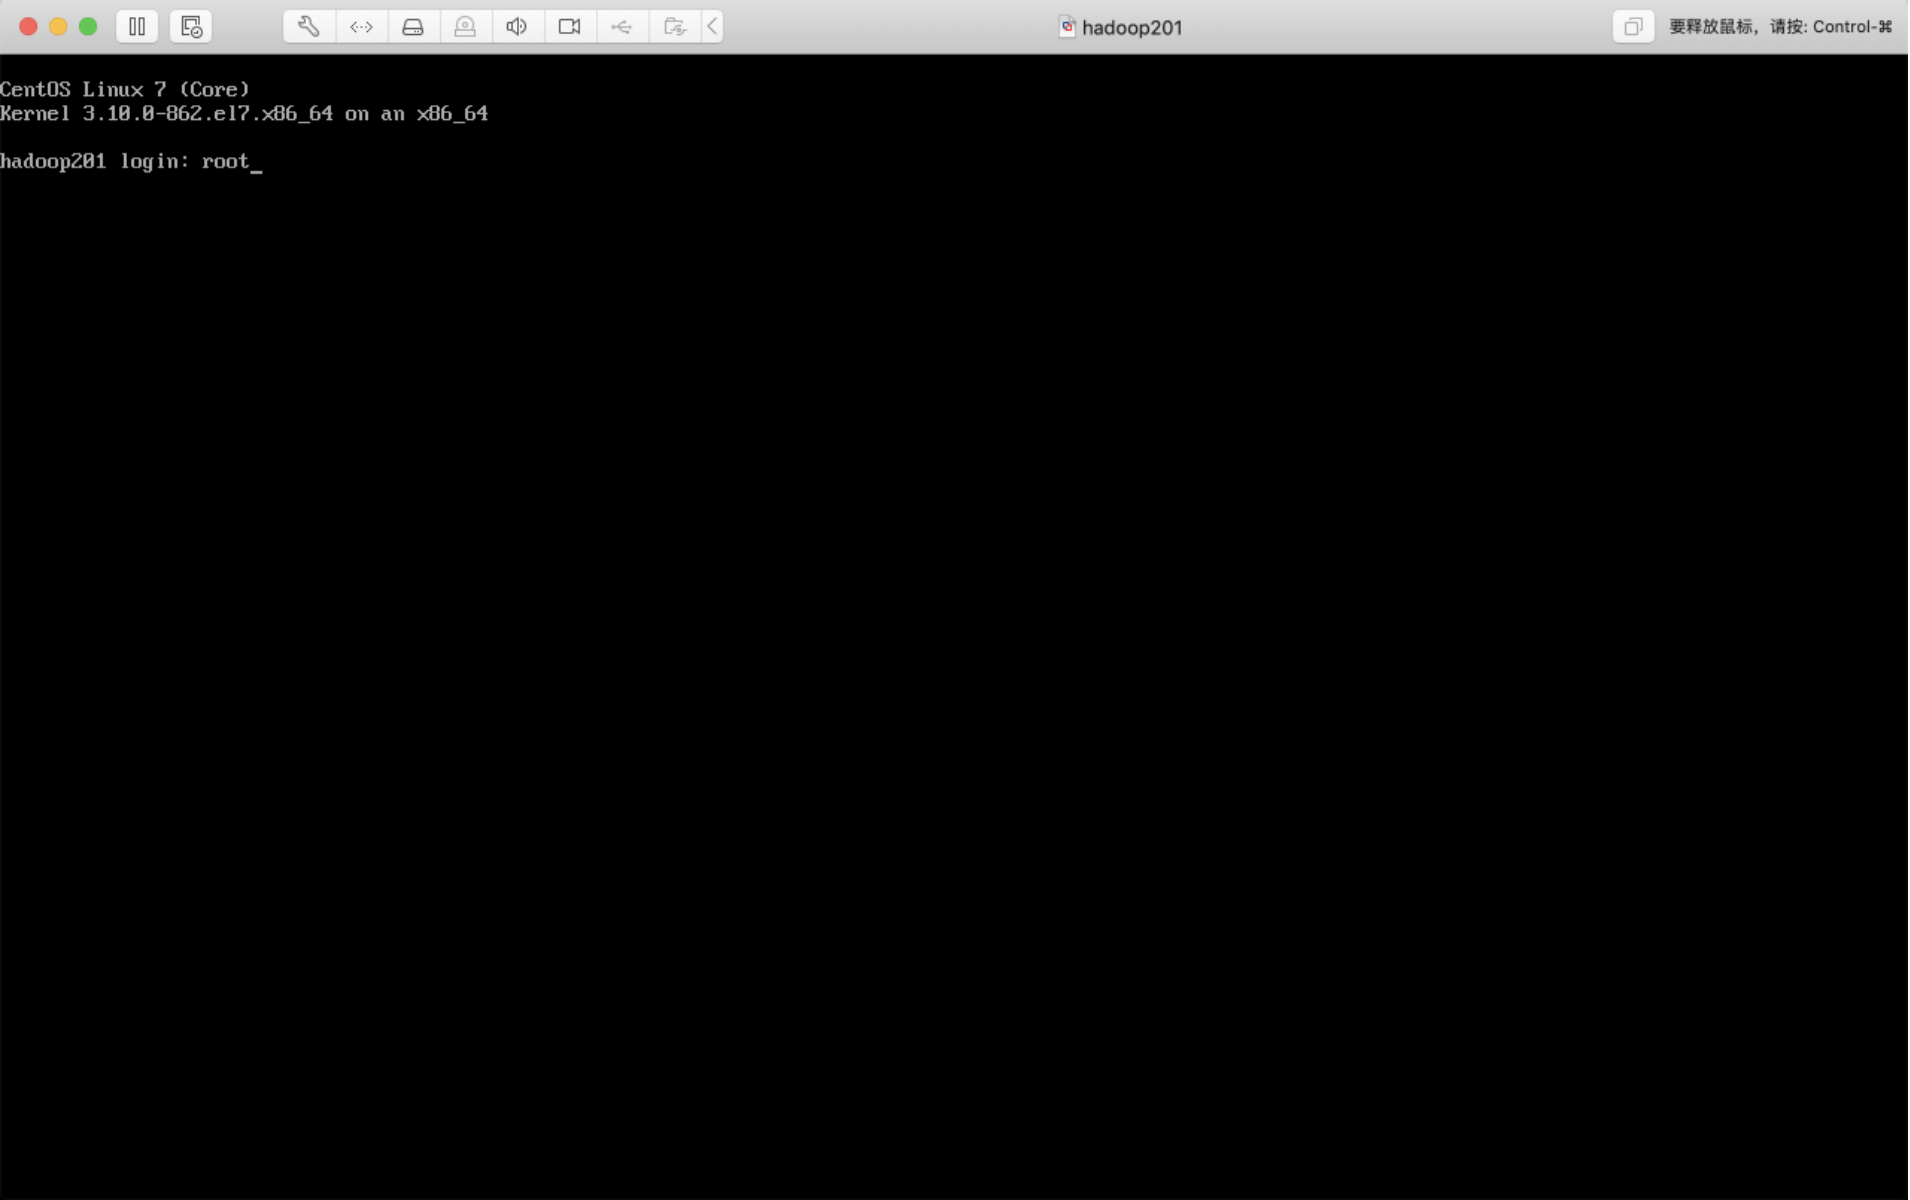 hadoop201
要释放鼠标，请按: Control-⌘
CentOS Linux 7 (Core)
Kernel 3.10.0-862.el7.x86_64 on an x86_64
hadoop201 login: root_